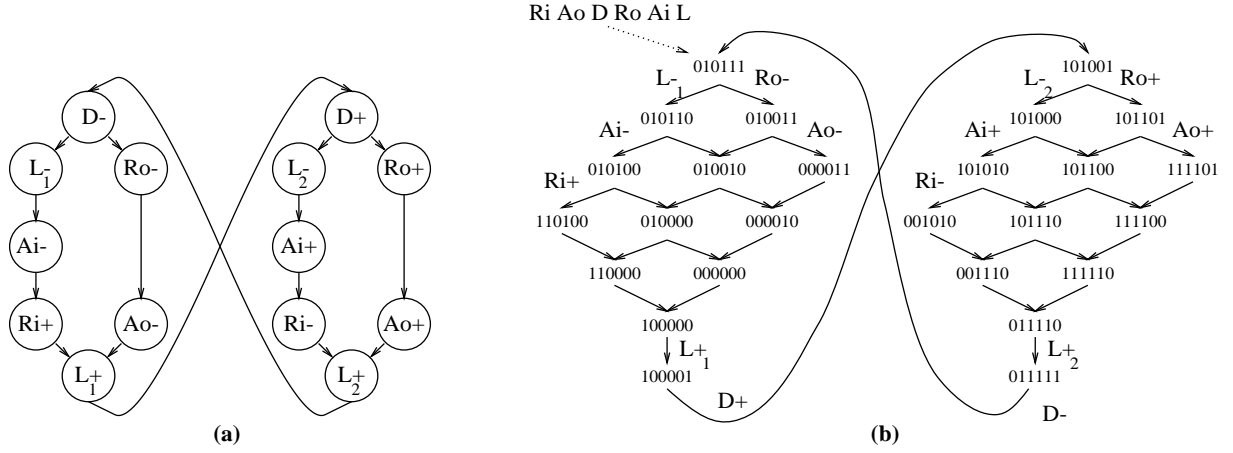 Ri Ao D Ro Ai L
D-
L-
1
Ro-
Ai-
Ri+
Ao-
L+
1
D+
L-
2
Ro+
Ai+
Ri-
Ao+
L+
2
(a)
010111
L-
1
Ro-
010110 010011
Ai- Ao-
010100 010010 000011
Ri+
110100 010000 000010
110000 000000
100000
L+
1
100001
D+
101001
L-
2
Ro+
101000 101101
Ai+ Ao+
101010 101100 111101
Ri-
001010 101110 111100
001110 111110
011110
L+
2
011111
D-
(b)